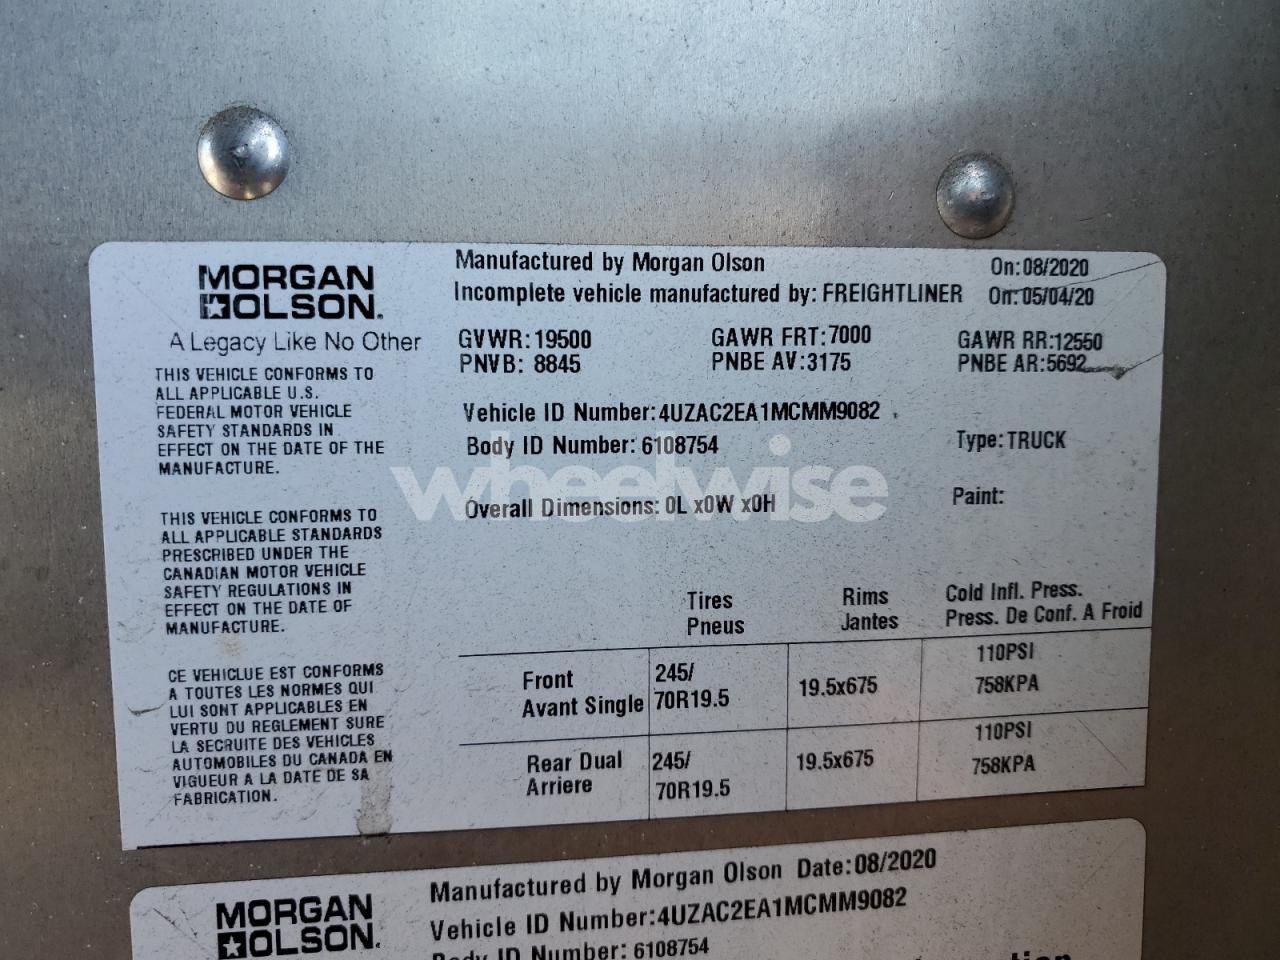 MORGAN
OLSON.
A Legacy Like No Other
Manufactured by Morgan Olson On:08/2020
Incomplete vehicle manufactured by: FREIGHTLINER On: 05/04/20
GVWR: 19500 GAWR FRT: 7000 GAWR RR:12550
PNVB: 8845 PNBE AV:3175 PNBE AR:5692
Vehicle ID Number:4UZAC2EA1MCMM9082
Body ID Number: 6108754 Type: TRUCK
Overall Dimensions: 0L x0W x0H Paint:
wheelwise
THIS VEHICLE CONFORMS TO
ALL APPLICABLE U.S.
FEDERAL MOTOR VEHICLE
SAFETY STANDARDS IN
EFFECT ON THE DATE OF THE
MANUFACTURE.
THIS VEHICLE CONFORMS TO
ALL APPLICABLE STANDARDS
PRESCRIBED UNDER THE
CANADIAN MOTOR VEHICLE
SAFETY REGULATIONS IN
EFFECT ON THE DATE OF
MANUFACTURE.
CE VEHICLUE EST CONFORMS
A TOUTES LES NORMES QUI
LUI SONT APPLICABLES EN
VERTU DU REGLEMENT SURE
LA SECRUITE DES VEHICLES
AUTOMOBILES DU CANADA EN
VIGUEUR A LA DATE DE SA
FABRICATION.
Tires Rims Cold Infl. Press.
Pneus Jantes Press. De Conf. A Froid
Front 245/ 19.5x675 110PSI
Avant Single 70R19.5 758KPA
Rear Dual 245/ 19.5x675 110PSI
Arriere 70R19.5 758KPA
MORGAN
OLSON.
Manufactured by Morgan Olson Date:08/2020
Vehicle ID Number:4UZAC2EA1MCMM9082
Body ID Number: 6108754